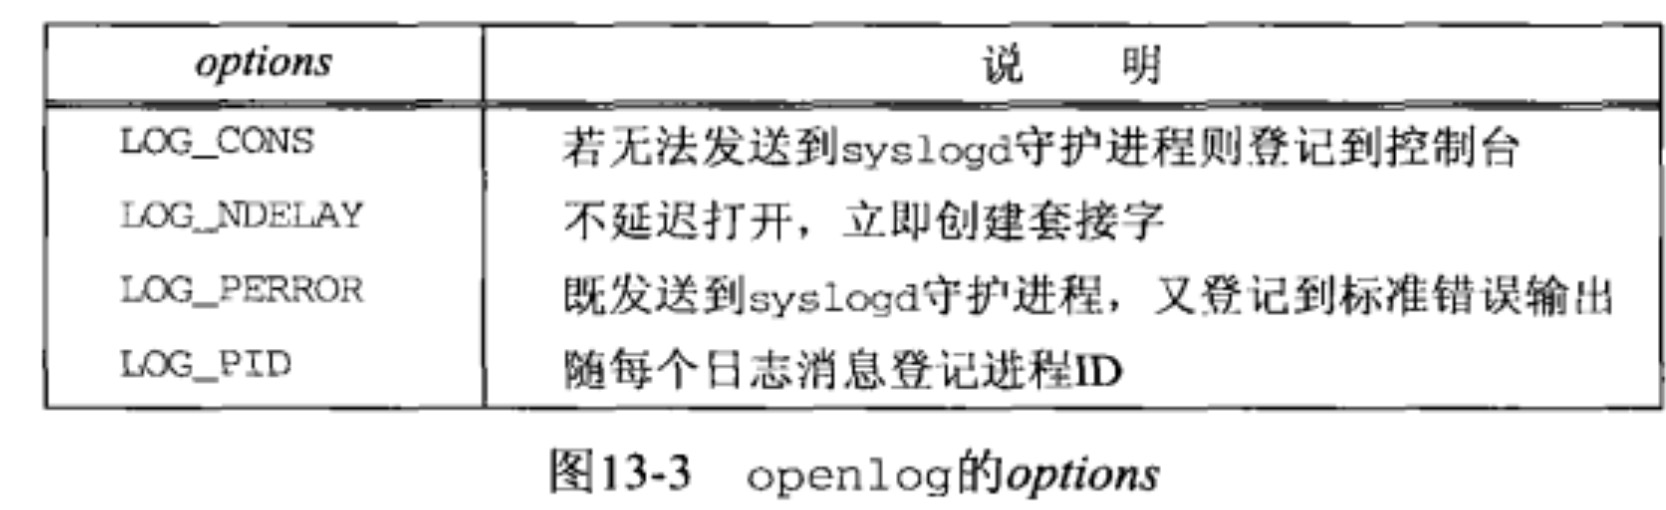 options 说 明
LOG_CONS 若无法发送到syslogd守护进程则登记到控制台
LOG_NDELAY 不延迟打开，立即创建套接字
LOG_PERROR 既发送到syslogd守护进程，又登记到标准错误输出
LOG_PID 随每个日志消息登记进程ID
图13-3 openlog的options